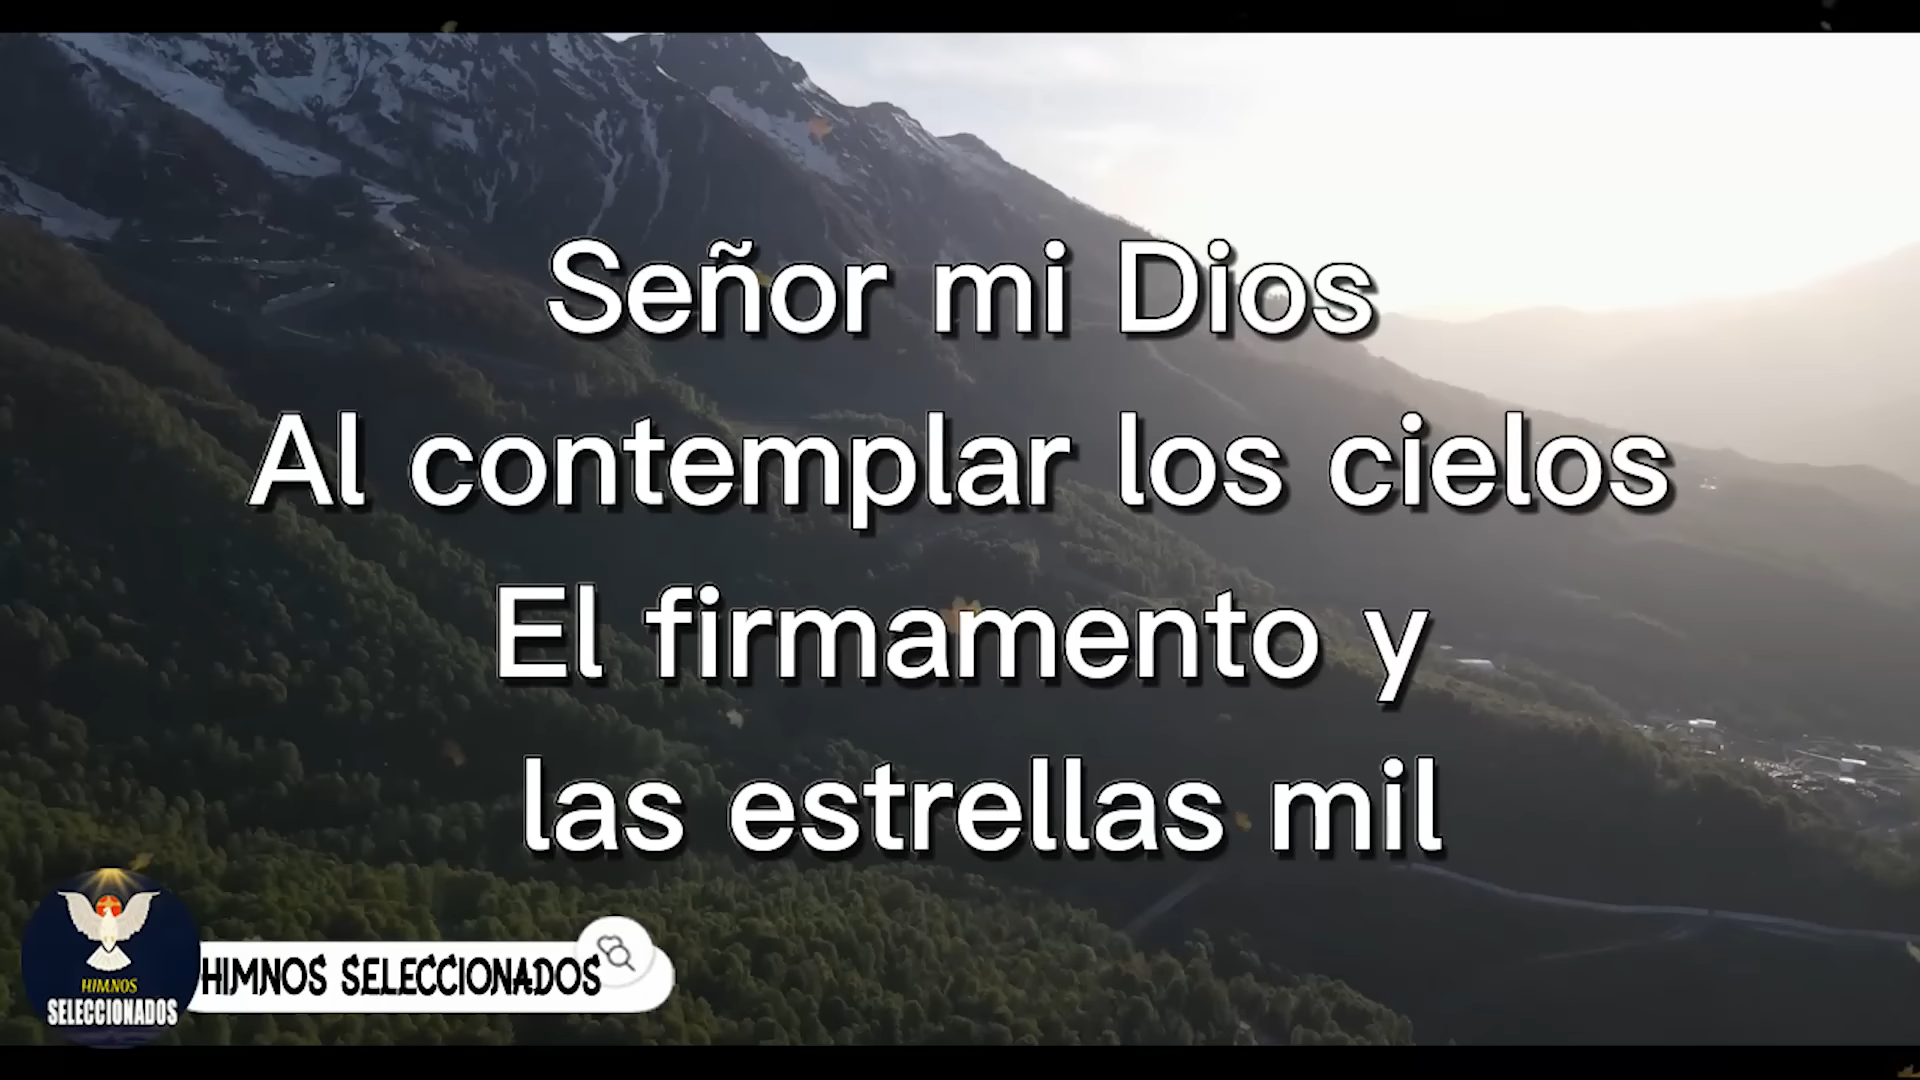 Señor mi Dios
Al contemplar los cielos
El firmamento y
las estrellas mil
HIMNOS SELECCIONADOS
HIMNOS
SELECCIONADOS